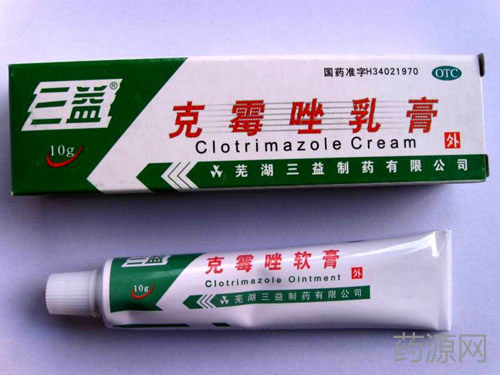 国药准字H34021970 OTC
三益®
克霉唑乳膏
Clotrimazole Cream 外
10g
芜湖三益制药有限公司
三益
克霉唑软膏
Clotrimazole Ointment 外
10g
芜湖三益制药有限公司
药源网